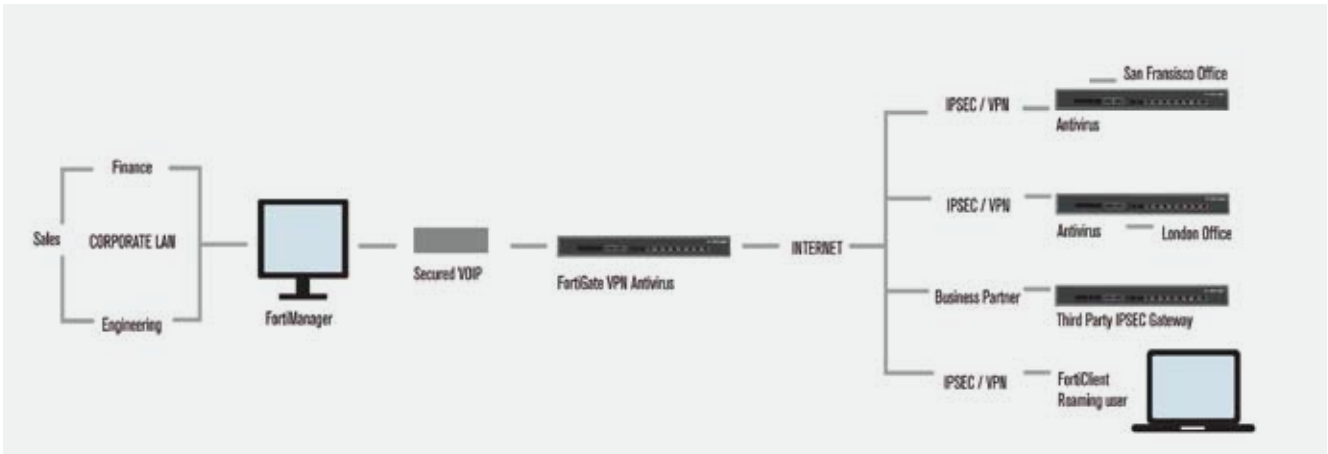 San Fransisco Office
IPSEC / VPN
Antivirus
Finance
IPSEC / VPN
Antivirus
London Office
Sales
CORPORATE LAN
INTERNET
Secured VOIP
FortiGate VPN Antivirus
Business Partner
FortiManager
Third Party IPSEC Gateway
Engineering
IPSEC / VPN
FortiClient
Roaming user